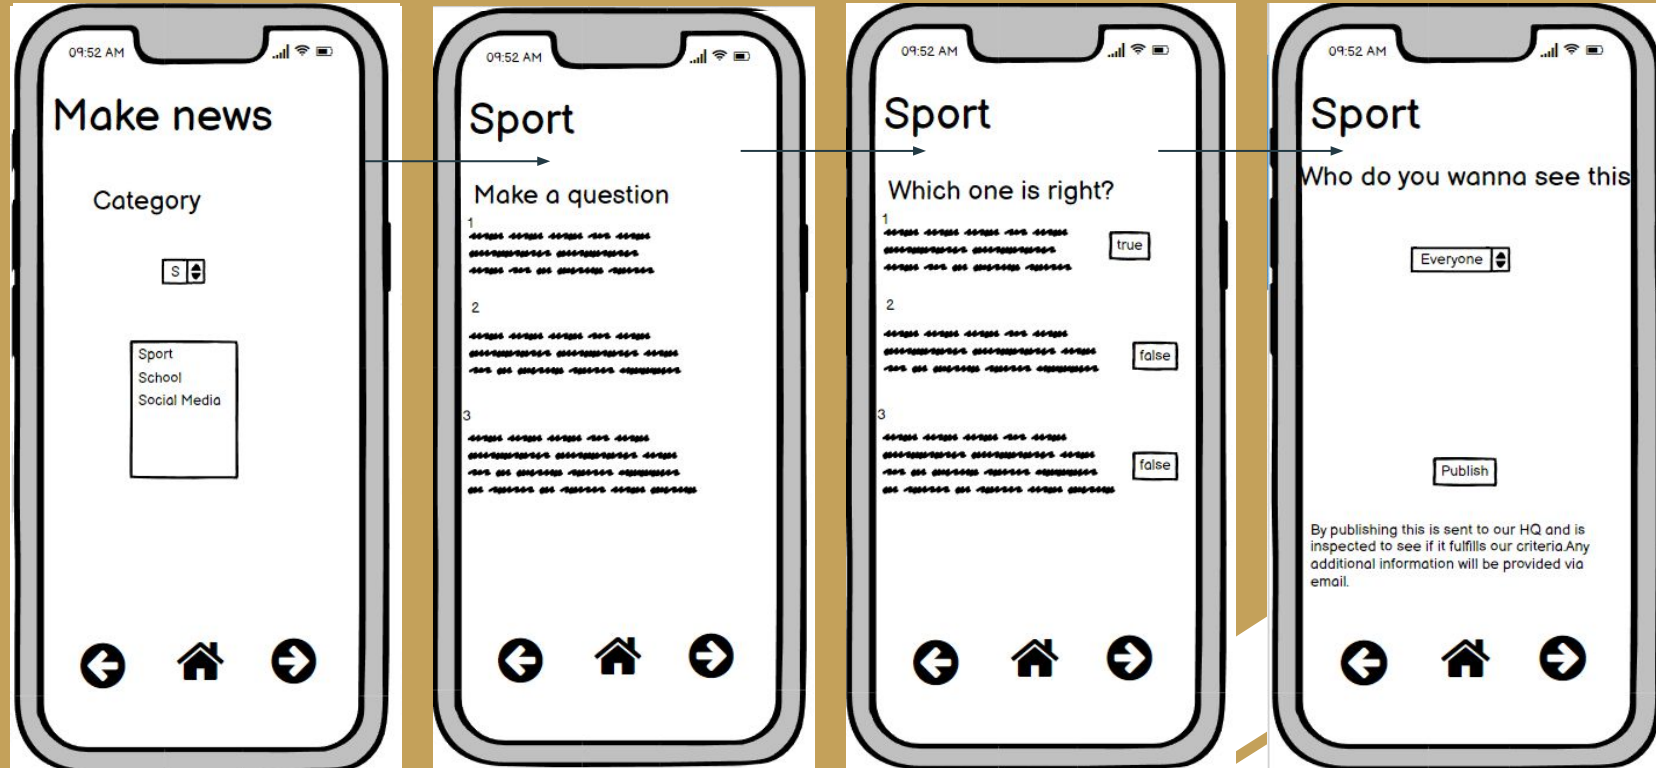 09:52 AM
Make news
Category
S
Sport
School
Social Media
09:52 AM
Sport
Make a question
1
2
3
09:52 AM
Sport
Which one is right?
1
true
2
false
3
false
09:52 AM
Sport
Who do you wanna see this
Everyone
Publish
By publishing this is sent to our HQ and is
inspected to see if it fulfills our criteria.Any
additional information will be provided via
email.